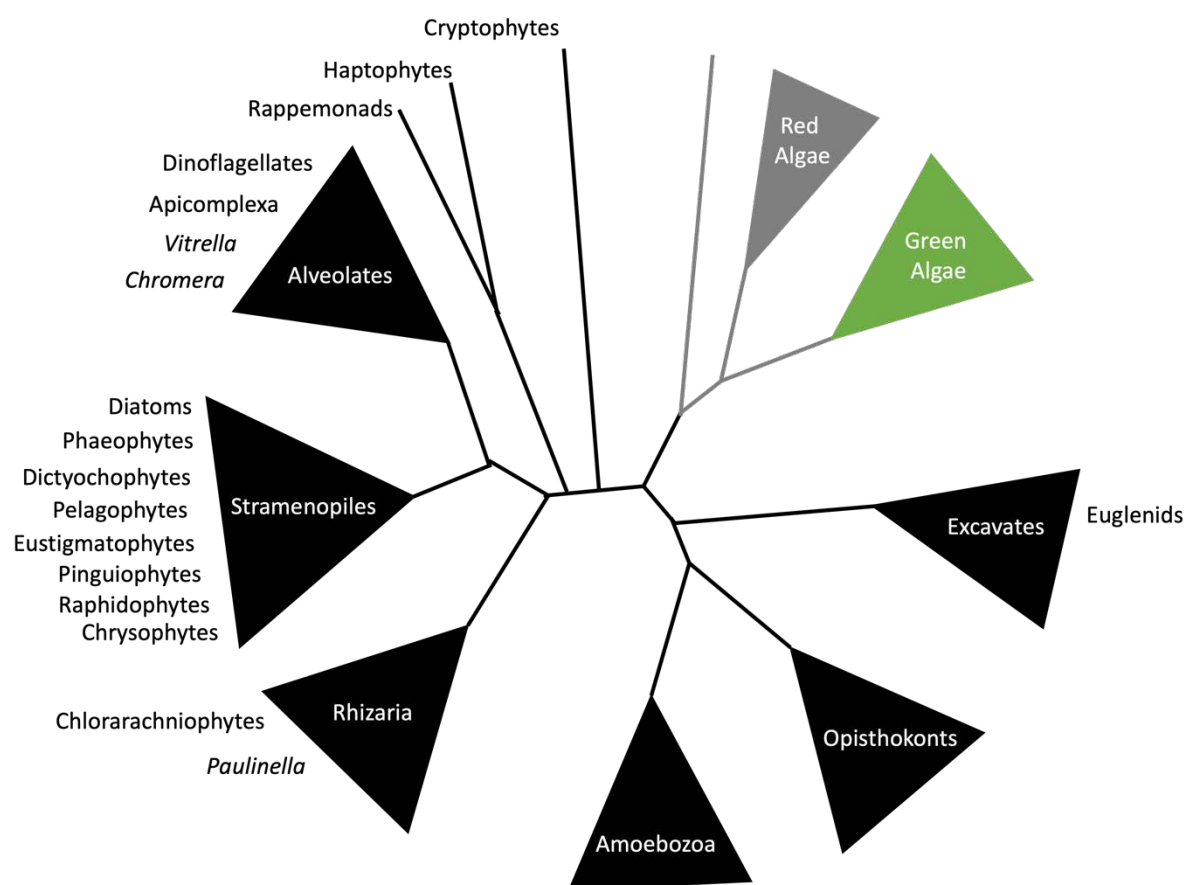 Cryptophytes
Haptophytes
Rappemonads
Red
Algae
Dinoflagellates
Apicomplexa
Vitrella
Chromera
Alveolates
Green
Algae
Diatoms
Phaeophytes
Dictyochophytes
Pelagophytes
Eustigmatophytes
Pinguiophytes
Raphidophytes
Chrysophytes
Stramenopiles
Excavates
Euglenids
Chlorarachniophytes
Paulinella
Rhizaria
Opisthokonts
Amoebozoa